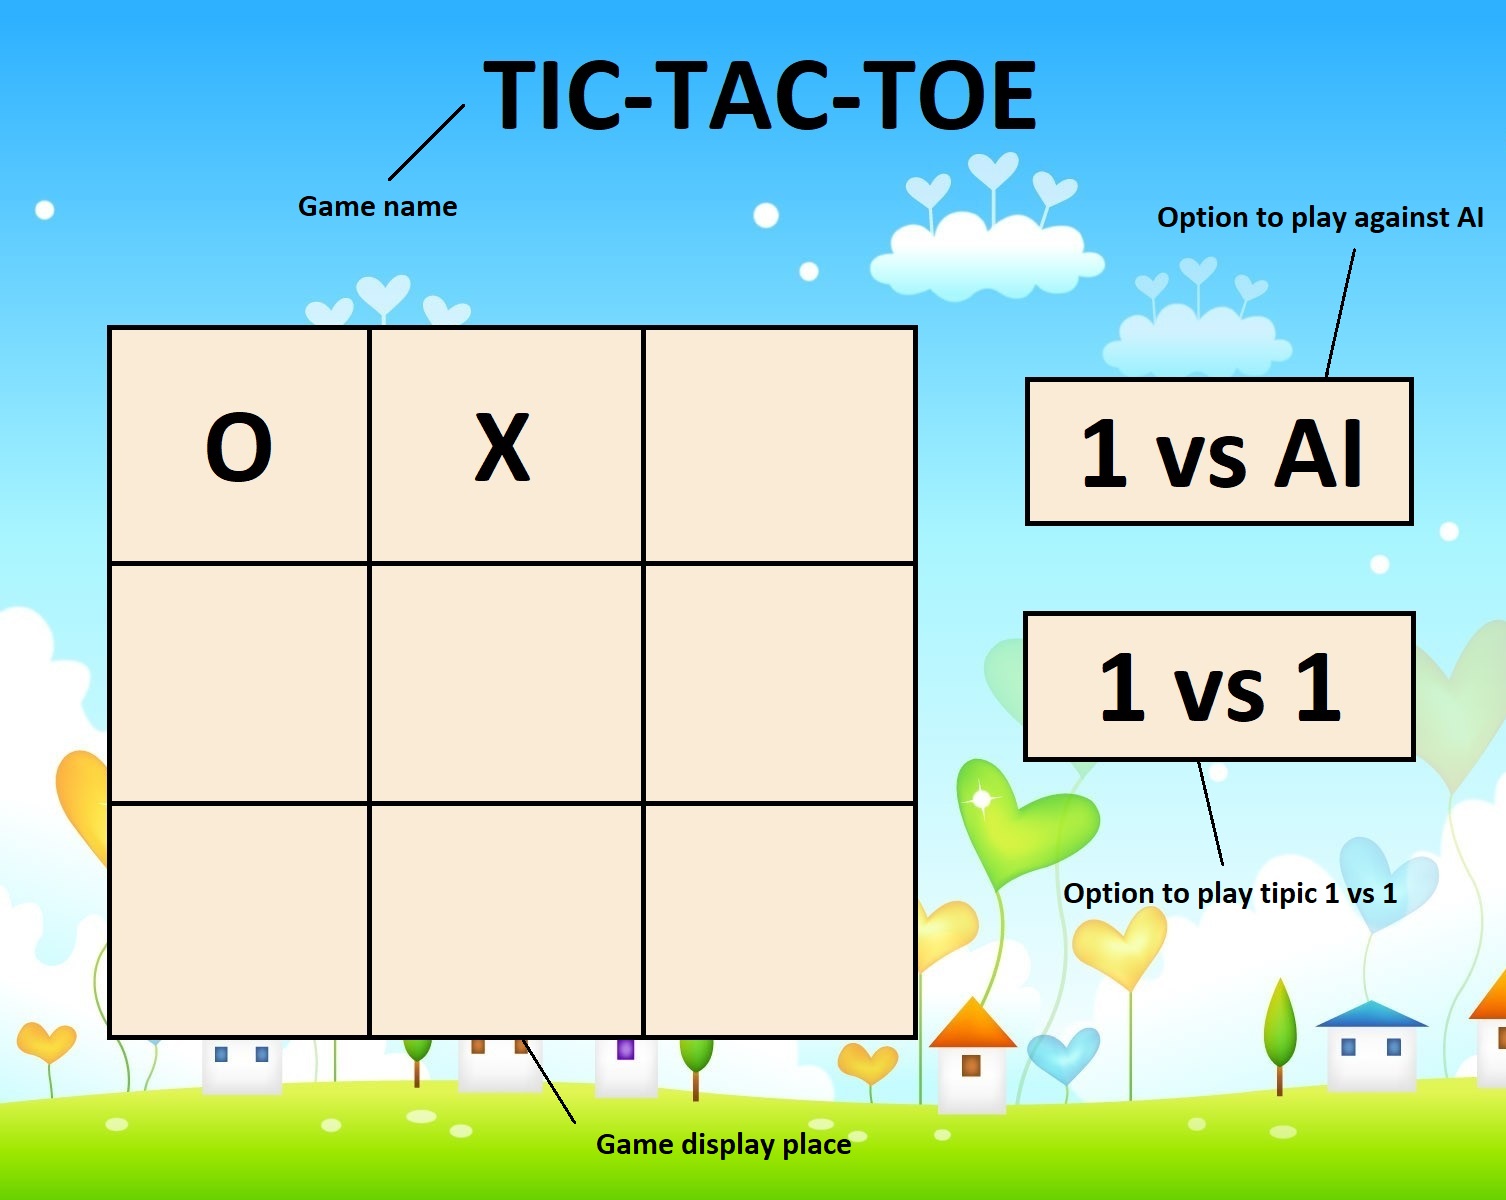 TIC-TAC-TOE
Game name
Option to play against AI
O X
1 vs AI
1 vs 1
Option to play tipic 1 vs 1
Game display place